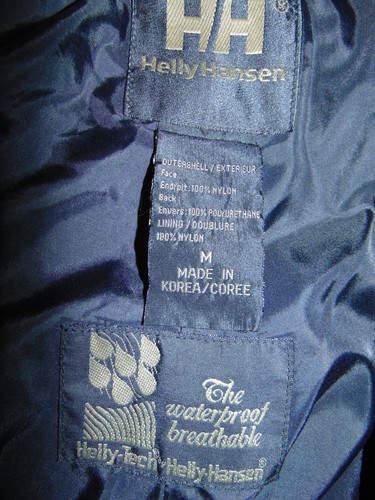 HH®
Helly Hansen
OUTERSHELL / EXTERIEUR
Face :
Endroit: 100% NYLON
Back :
Envers: 100% POLYURETHANE
LINING / DOUBLURE
100% NYLON
M
MADE IN
KOREA/COREE
The
waterproof
breathable
Helly-Tech® Helly-Hansen®